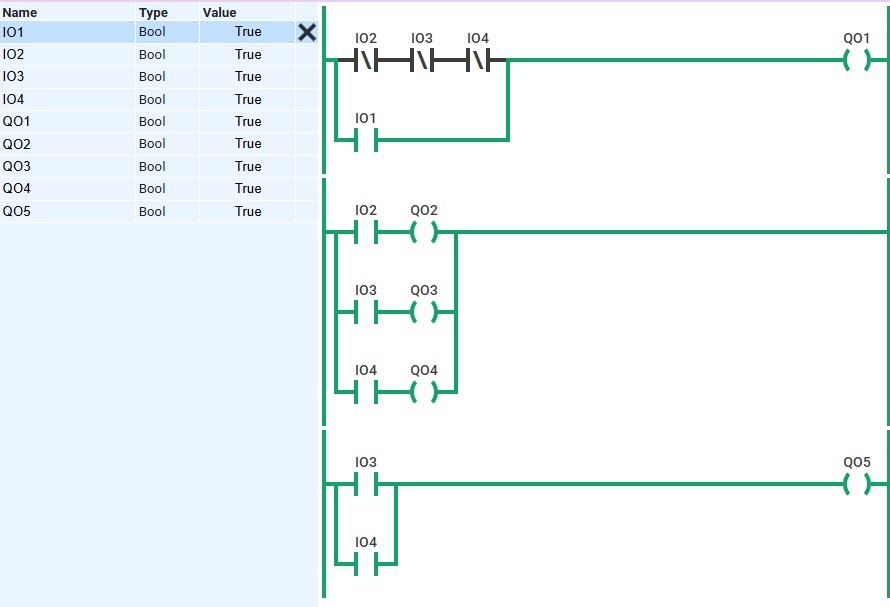 Name Type Value
IO1 Bool True
IO2 Bool True
IO3 Bool True
IO4 Bool True
QO1 Bool True
QO2 Bool True
QO3 Bool True
QO4 Bool True
QO5 Bool True
IO2 IO3 IO4 QO1
IO1
IO2 QO2
IO3 QO3
IO4 QO4
IO3 QO5
IO4